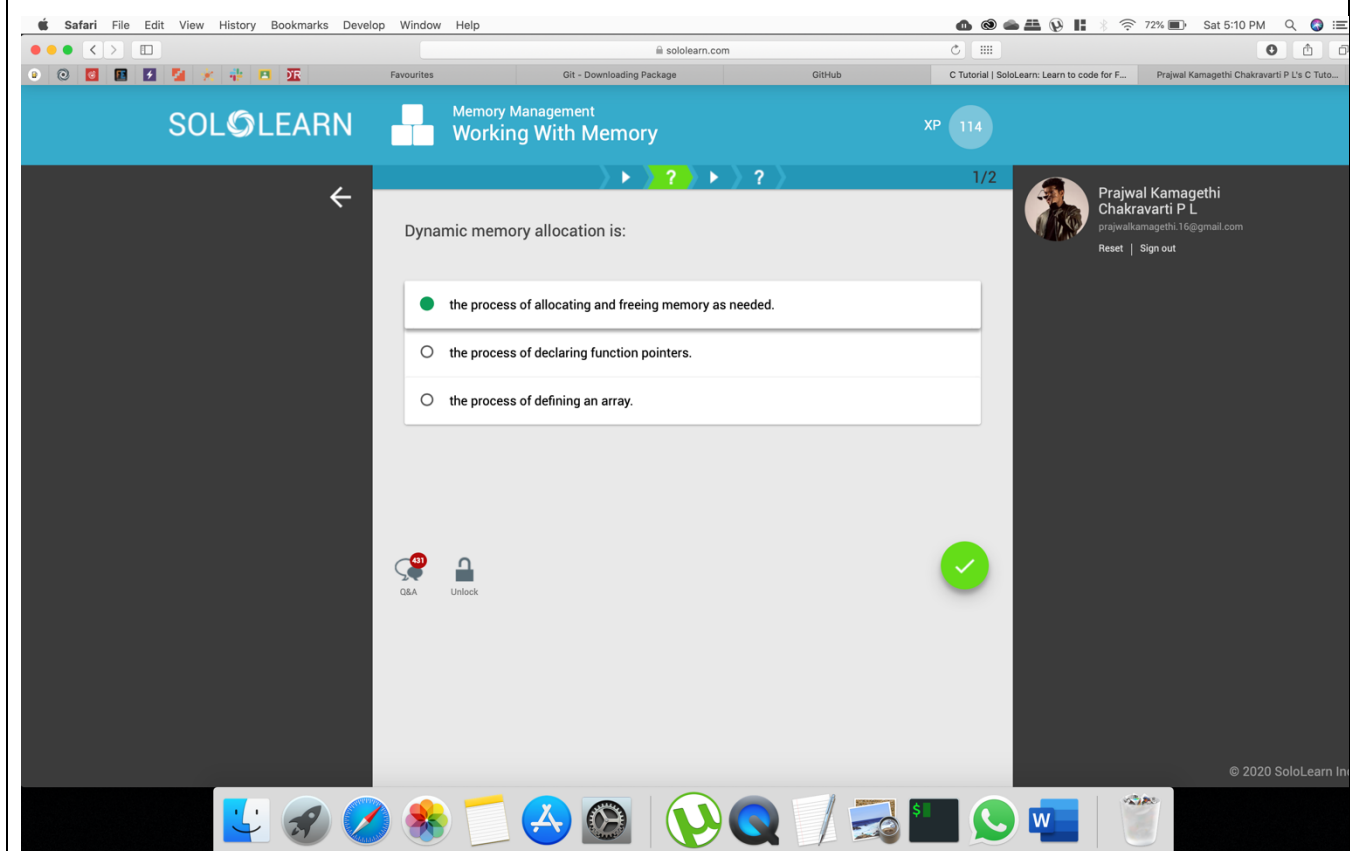 Safari File Edit View History Bookmarks Develop Window Help 72% Sat 5:10 PM
sololearn.com
Favourites Git - Downloading Package GitHub C Tutorial | SoloLearn: Learn to code for F... Prajwal Kamagethi Chakravarti P L's C Tuto...
SOLOLEARN
Memory Management
Working With Memory
XP 114
? ? 1/2
Prajwal Kamagethi
Chakravarti P L
prajwalkamagethi.16@gmail.com
Reset | Sign out
Dynamic memory allocation is:
the process of allocating and freeing memory as needed.
the process of declaring function pointers.
the process of defining an array.
431
Q&A Unlock
© 2020 SoloLearn Inc
$
W